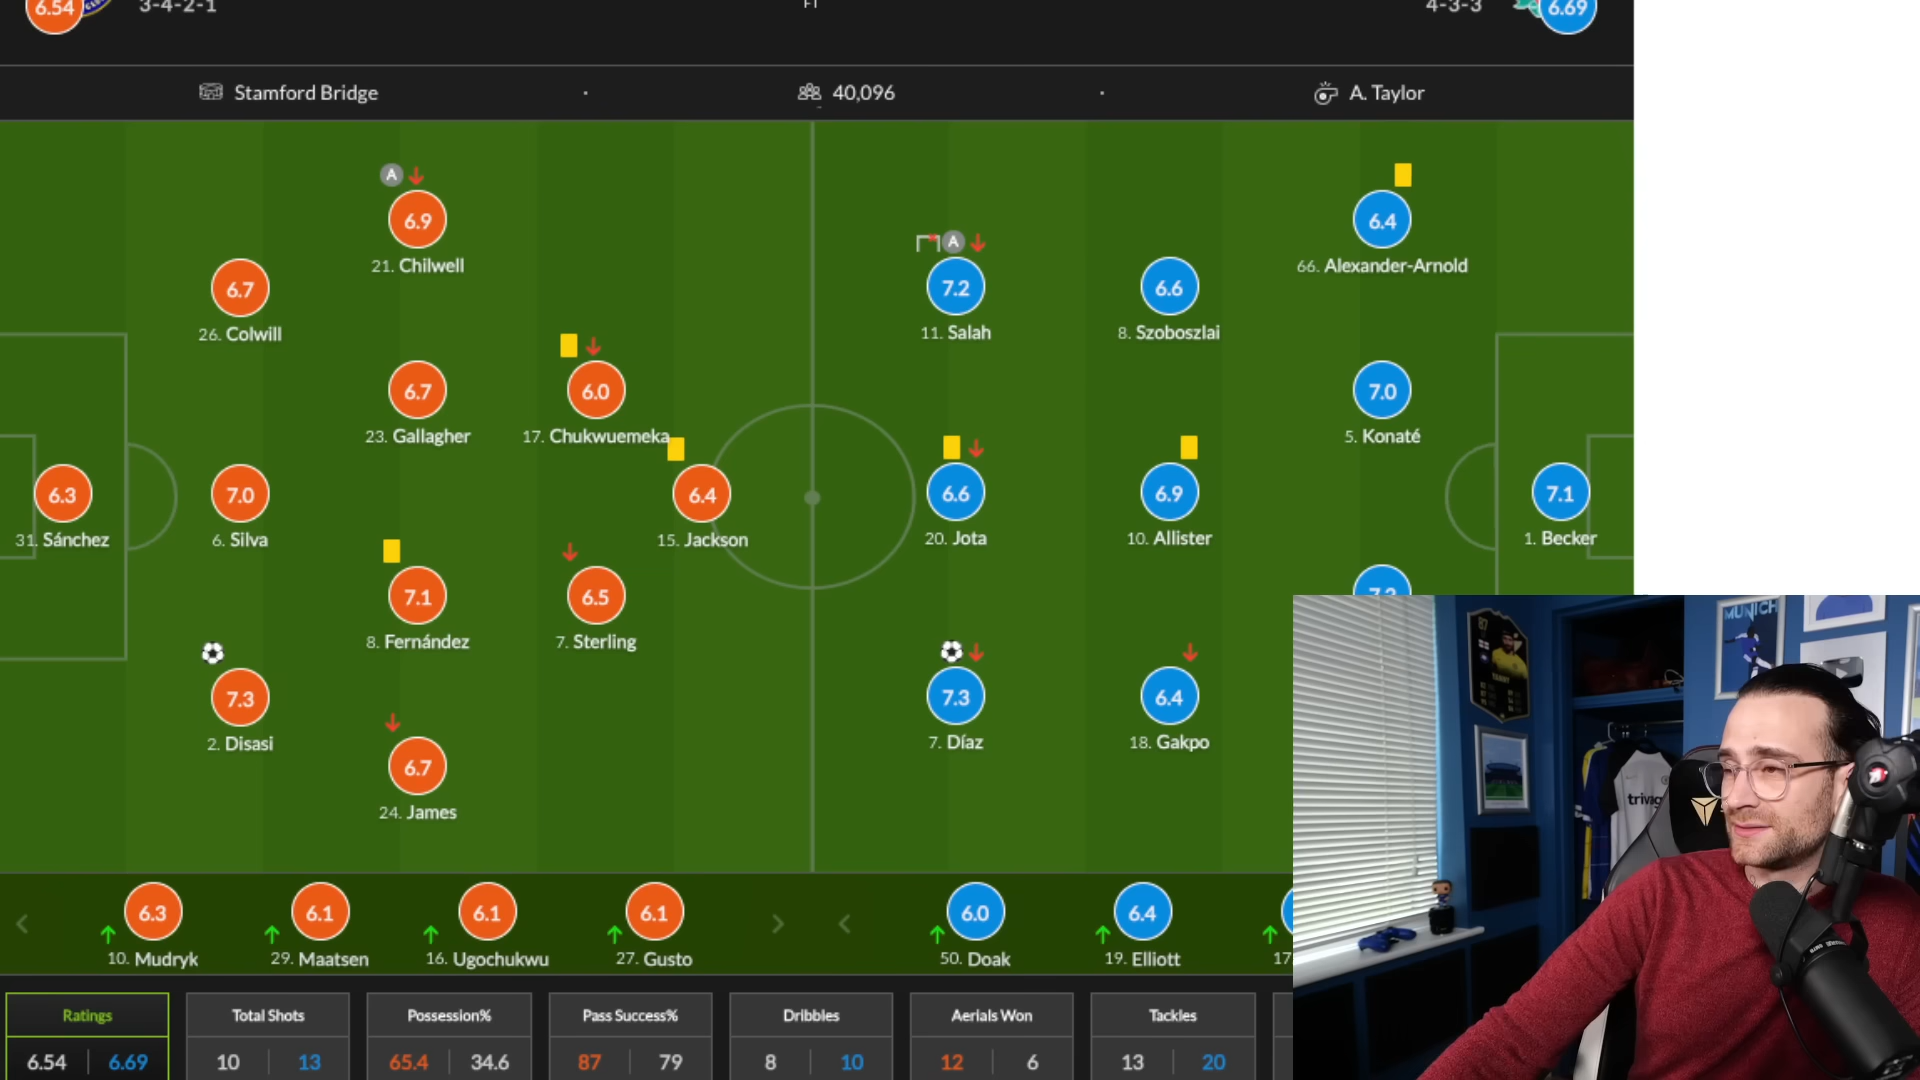 6.54
3-4-2-1
FT
4-3-3
6.69
Stamford Bridge
40,096
A. Taylor
A
6.9
21. Chilwell
6.4
66. Alexander-Arnold
6.7
26. Colwill
A
7.2
11. Salah
6.6
8. Szoboszlai
6.7
23. Gallagher
6.0
17. Chukwuemeka
7.0
5. Konaté
6.3
31. Sánchez
7.0
6. Silva
6.4
15. Jackson
6.6
20. Jota
6.9
10. Allister
7.1
1. Becker
7.1
8. Fernández
6.5
7. Sterling
7.3
2. Disasi
7.3
7. Díaz
6.4
18. Gakpo
6.7
24. James
MUNICH
87
trivag
6.3
10. Mudryk
6.1
29. Maatsen
6.1
16. Ugochukwu
6.1
27. Gusto
6.0
50. Doak
6.4
19. Elliott
17
Ratings
6.54 6.69
Total Shots
10 13
Possession%
65.4 34.6
Pass Success%
87 79
Dribbles
8 10
Aerials Won
12 6
Tackles
13 20